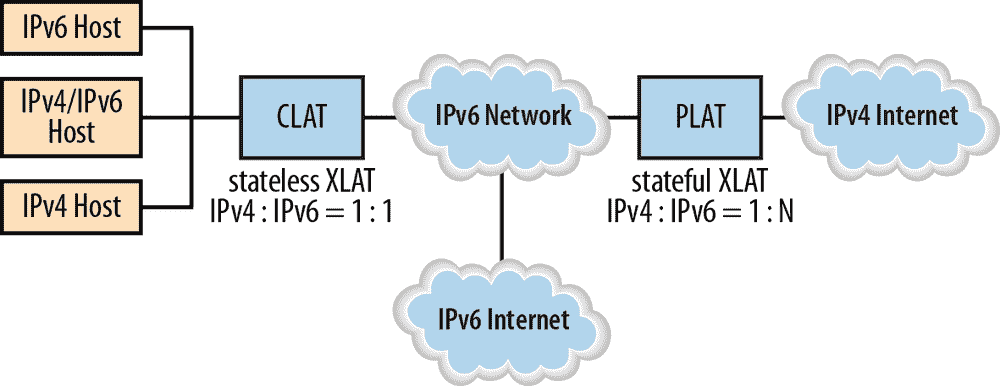 IPv6 Host
IPv4/IPv6
Host
IPv4 Host
CLAT
stateless XLAT
IPv4 : IPv6 = 1 : 1
IPv6 Network
PLAT
stateful XLAT
IPv4 : IPv6 = 1 : N
IPv4 Internet
IPv6 Internet